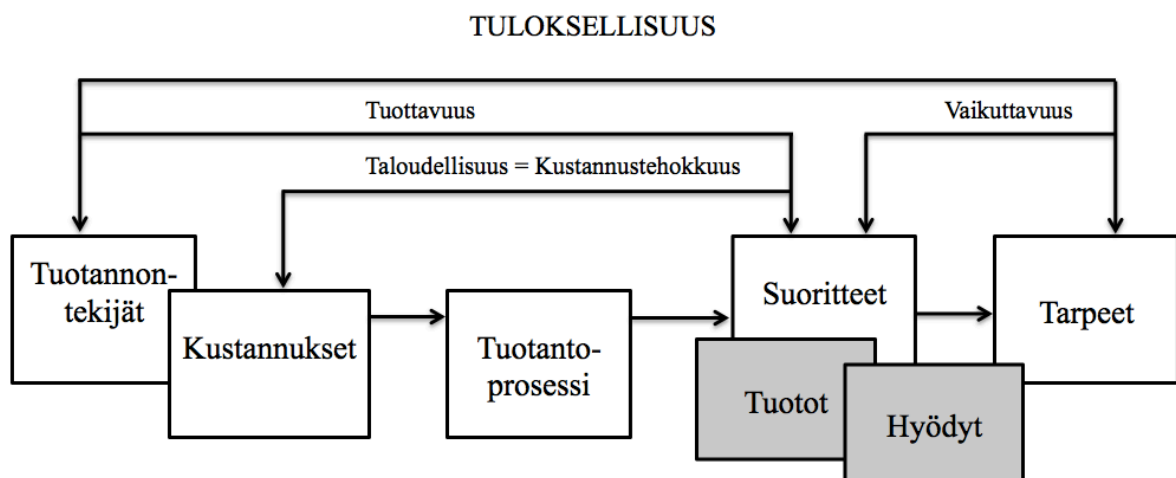 TULOKSELLISUUS
Tuottavuus
Vaikuttavuus
Taloudellisuus = Kustannustehokkuus
Tuotannon-
tekijät
Kustannukset
Tuotanto-
prosessi
Suoritteet
Tuotot
Hyödyt
Tarpeet